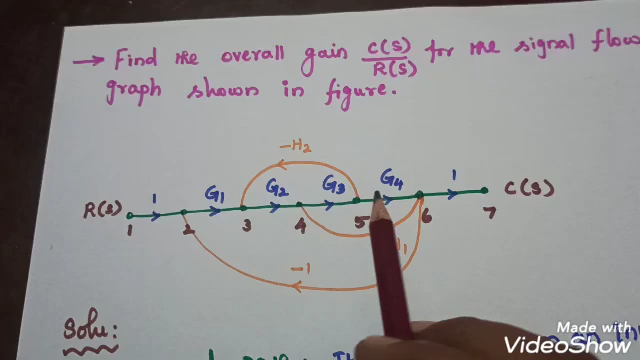 → Find the overall gain C(S)/R(S) for the signal flow
graph shown in figure.
-H2
R(S) 1 G1 G2 G3 G4 1 C(S)
1 2 3 4 5 6 7
-1
Solu:
Made with
VideoShow